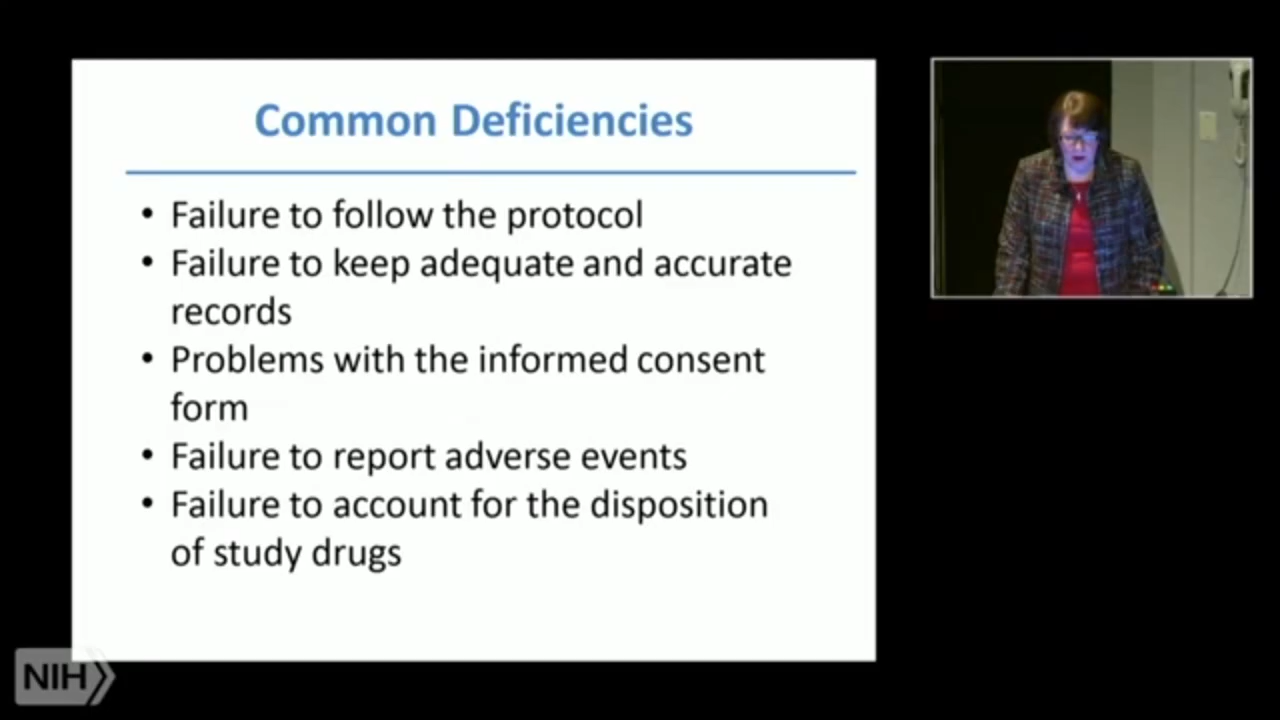 Common Deficiencies
• Failure to follow the protocol
• Failure to keep adequate and accurate
records
• Problems with the informed consent
form
• Failure to report adverse events
• Failure to account for the disposition
of study drugs
NIH